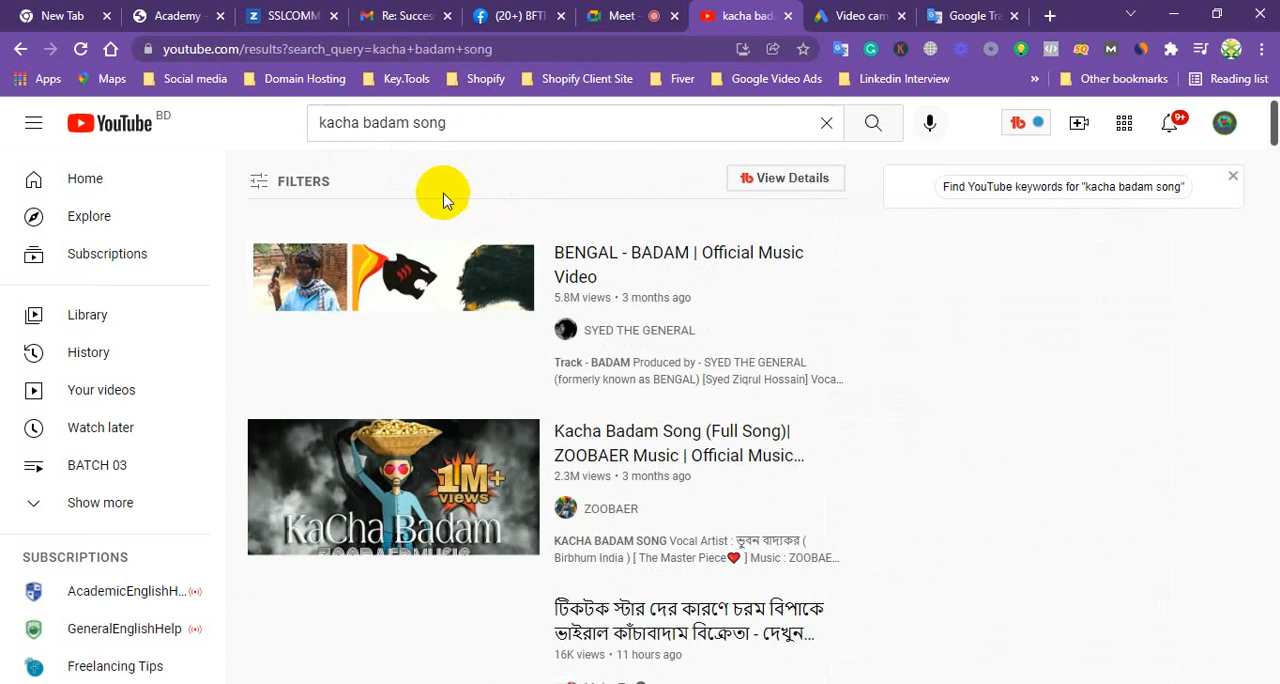 New Tab
Academy -
SSLCOMM
Re: Succes
(20+) BFTI
Meet
kacha bada
Video cam
Google Tra
youtube.com/results?search_query=kacha+badam+song
Apps
Maps
Social media
Domain Hosting
Key.Tools
Shopify
Shopify Client Site
Fiver
Google Video Ads
Linkedin Interview
»
Other bookmarks
Reading list
YouTube BD
kacha badam song
9+
Home
Explore
Subscriptions
Library
History
Your videos
Watch later
BATCH 03
Show more
SUBSCRIPTIONS
AcademicEnglishH...
GeneralEnglishHelp
Freelancing Tips
FILTERS
View Details
Find YouTube keywords for "kacha badam song"
BENGAL - BADAM | Official Music
Video
5.8M views • 3 months ago
SYED THE GENERAL
Track - BADAM Produced by - SYED THE GENERAL
(formerly known as BENGAL) [Syed Ziqrul Hossain] Voca...
1M+
VIEWS
KaCha Badam
ZOOBAER MUSIC
Kacha Badam Song (Full Song)|
ZOOBAER Music | Official Music...
2.3M views • 3 months ago
ZOOBAER
KACHA BADAM SONG Vocal Artist : ভুবন বাদ্যকর (
Birbhum India ) [ The Master Piece❤️ ] Music : ZOOBAE...
টিকটক স্টার দের কারণে চরম বিপাকে
ভাইরাল কাঁচাবাদাম বিক্রেতা - দেখুন...
16K views • 11 hours ago